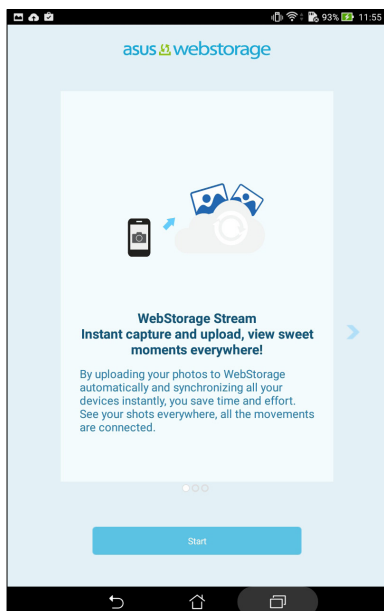 93% 11:55
asus webstorage
WebStorage Stream
Instant capture and upload, view sweet
moments everywhere!
By uploading your photos to WebStorage
automatically and synchronizing all your
devices instantly, you save time and effort.
See your shots everywhere, all the movements
are connected.
Start